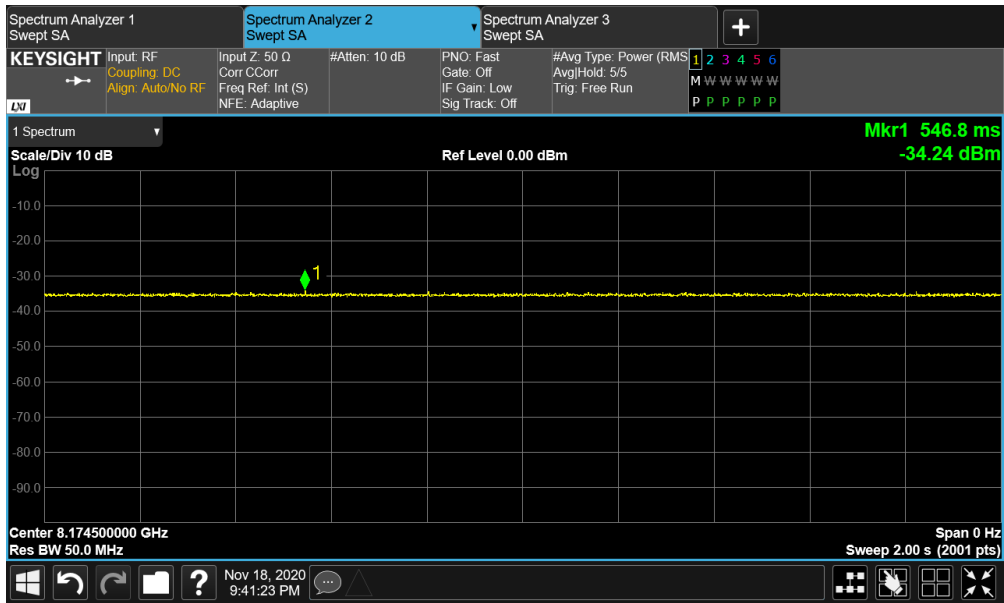 Spectrum Analyzer 1
Swept SA
Spectrum Analyzer 2
Swept SA
Spectrum Analyzer 3
Swept SA
+
KEYSIGHT
LXI
Input: RF
Coupling: DC
Align: Auto/No RF
Input Z: 50 Ω
Corr CCorr
Freq Ref: Int (S)
NFE: Adaptive
#Atten: 10 dB
PNO: Fast
Gate: Off
IF Gain: Low
Sig Track: Off
#Avg Type: Power (RMS
Avg|Hold: 5/5
Trig: Free Run
1 2 3 4 5 6
M W W W W W
P P P P P P
1 Spectrum
Mkr1 546.8 ms
-34.24 dBm
Scale/Div 10 dB
Ref Level 0.00 dBm
Log
-10.0
-20.0
-30.0
1
-40.0
-50.0
-60.0
-70.0
-80.0
-90.0
Center 8.174500000 GHz
Span 0 Hz
Res BW 50.0 MHz
Sweep 2.00 s (2001 pts)
?
Nov 18, 2020
9:41:23 PM